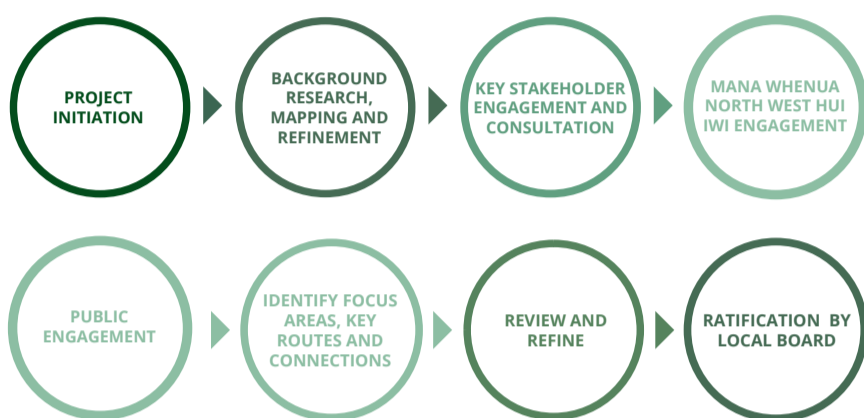 PROJECT
INITIATION
BACKGROUND
RESEARCH,
MAPPING AND
REFINEMENT
KEY STAKEHOLDER
ENGAGEMENT AND
CONSULTATION
MANA WHENUA
NORTH WEST HUI
IWI ENGAGEMENT
PUBLIC
ENGAGEMENT
IDENTIFY FOCUS
AREAS, KEY
ROUTES AND
CONNECTIONS
REVIEW AND
REFINE
RATIFICATION BY
LOCAL BOARD